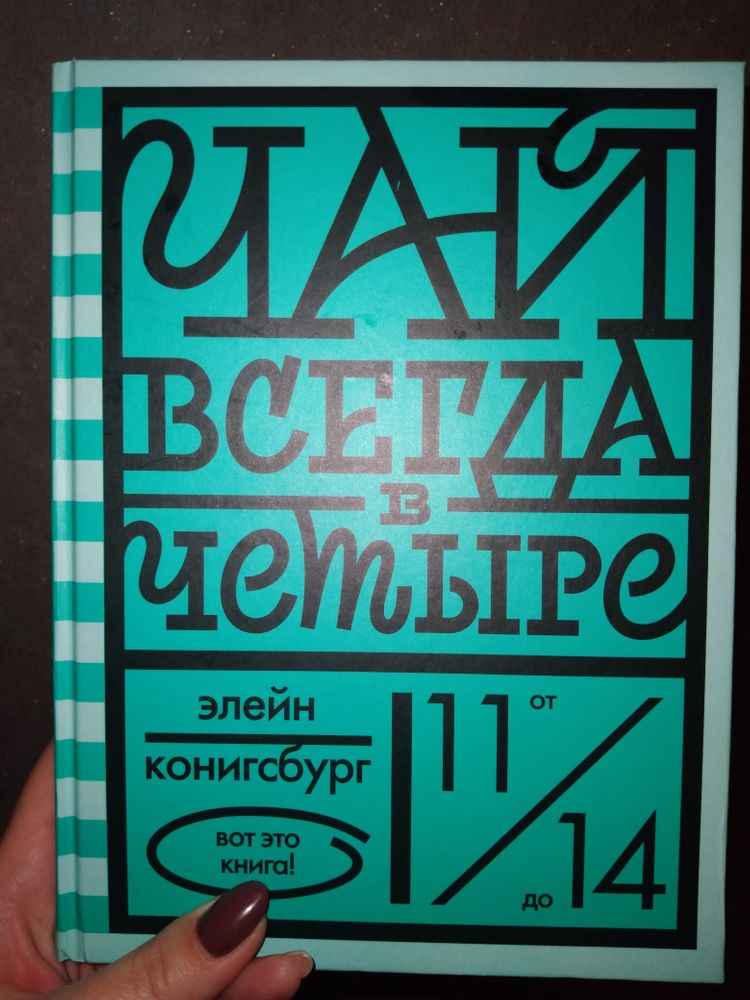 ЧАЙ
ВСЕГДА
В
ЧЕТЫРЕ
ЭЛЕЙН
КОНИГСБУРГ
ВОТ ЭТО
КНИГА!
ОТ
11
ДО
14